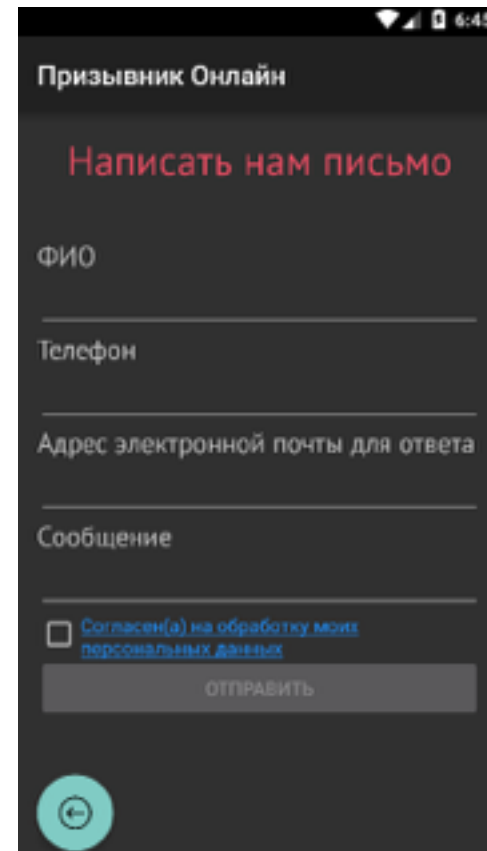 6:45
Призывник Онлайн
Написать нам письмо
ФИО
Телефон
Адрес электронной почты для ответа
Сообщение
Согласен(а) на обработку моих
персональных данных
ОТПРАВИТЬ